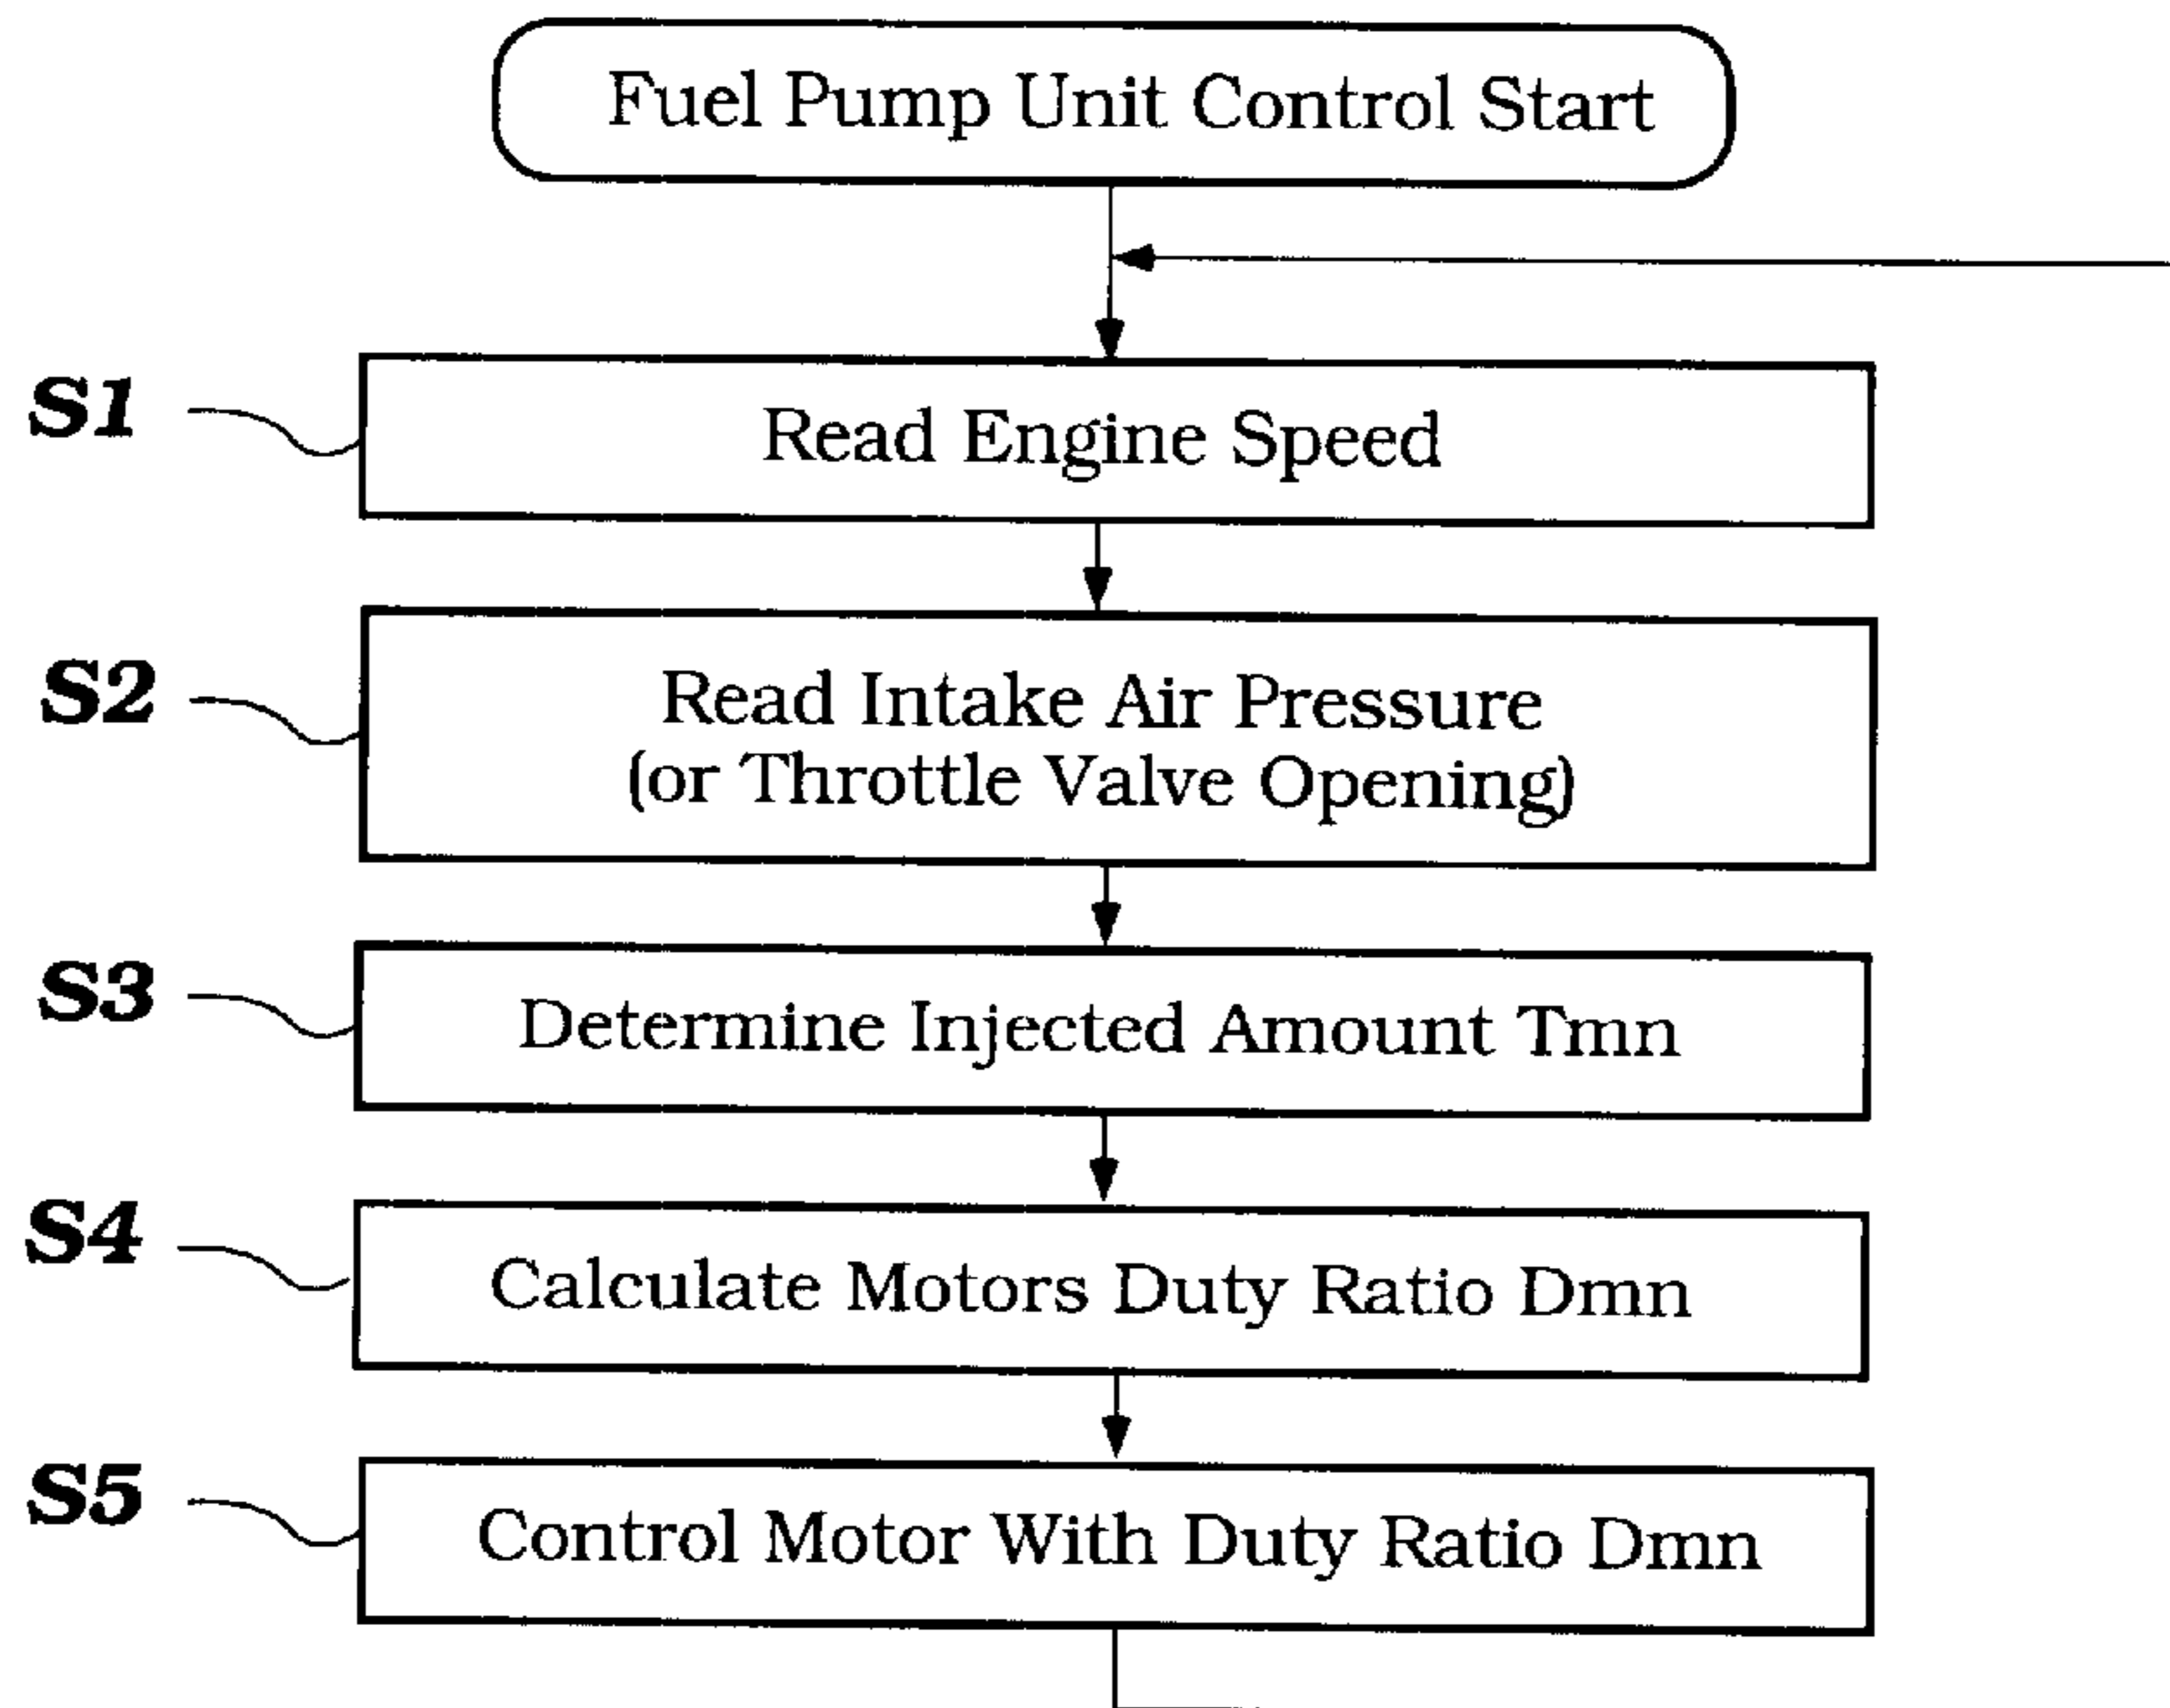 Fuel Pump Unit Control Start
S1
Read Engine Speed
S2
Read Intake Air Pressure
(or Throttle Valve Opening)
S3
Determine Injected Amount Tmn
S4
Calculate Motors Duty Ratio Dmn
S5
Control Motor With Duty Ratio Dmn